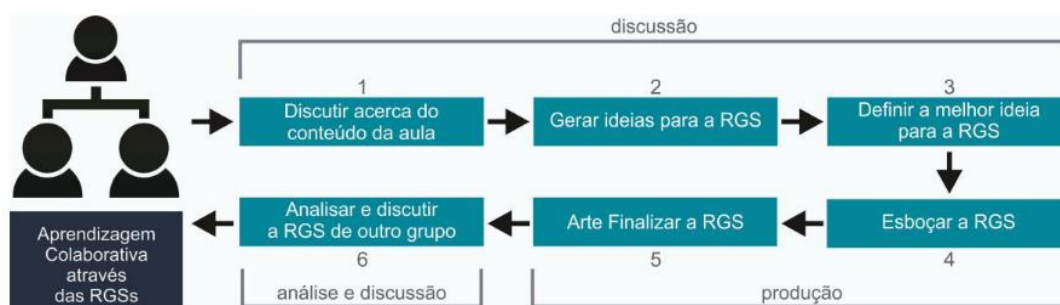 discussão
1
Discutir acerca do
conteúdo da aula
2
Gerar ideias para a RGS
3
Definir a melhor ideia
para a RGS
Esboçar a RGS
4
Arte Finalizar a RGS
5
produção
Analisar e discutir
a RGS de outro grupo
6
análise e discussão
Aprendizagem
Colaborativa
através
das RGSs